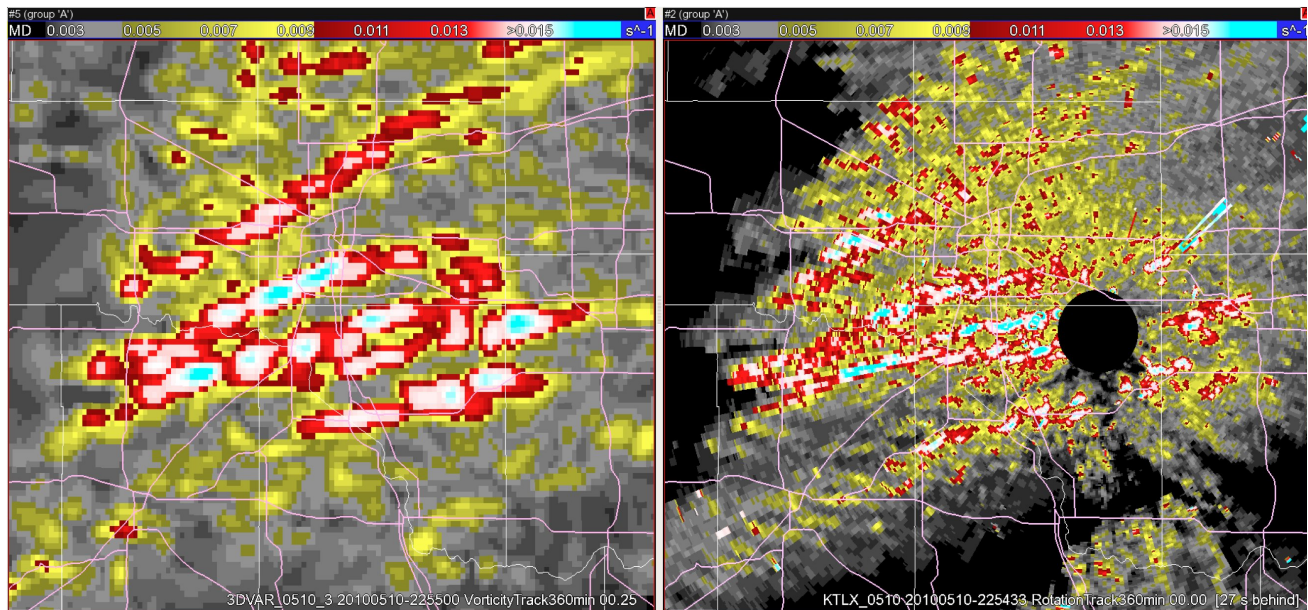 #5 (group 'A')
A
MD 0.003 0.005 0.007 0.009 0.011 0.013 >0.015 s^-1
3DVAR_0510_3 20100510-225500 VorticityTrack360min 00.25
#2 (group 'A')
MD 0.003 0.005 0.007 0.009 0.011 0.013 >0.015 s^-1
KTLX_0510 20100510-225433 RotationTrack360min 00.00 [27 s behind]